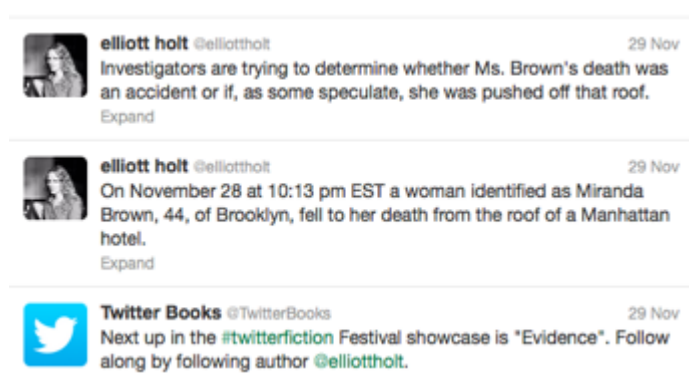 elliott holt @elliottholt 29 Nov
Investigators are trying to determine whether Ms. Brown's death was
an accident or if, as some speculate, she was pushed off that roof.
Expand
elliott holt @elliottholt 29 Nov
On November 28 at 10:13 pm EST a woman identified as Miranda
Brown, 44, of Brooklyn, fell to her death from the roof of a Manhattan
hotel.
Expand
Twitter Books @TwitterBooks 29 Nov
Next up in the #twitterfiction Festival showcase is "Evidence". Follow
along by following author @elliottholt.